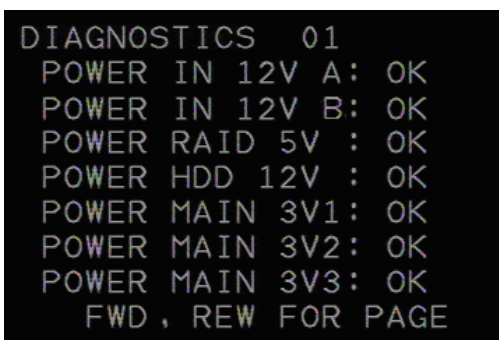 DIAGNOSTICS 01
POWER IN 12V A: OK
POWER IN 12V B: OK
POWER RAID 5V : OK
POWER HDD 12V : OK
POWER MAIN 3V1: OK
POWER MAIN 3V2: OK
POWER MAIN 3V3: OK
FWD, REW FOR PAGE